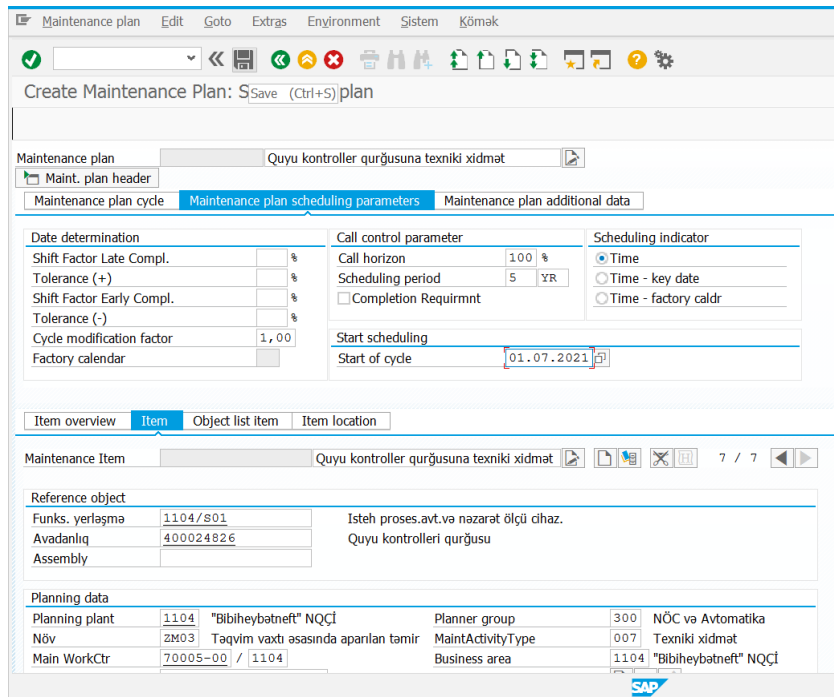 Maintenance plan Edit Goto Extras Environment Sistem Kömək
Create Maintenance Plan: S Save (Ctrl+S) plan
Maintenance plan Quyu kontroller qurğusuna texniki xidmət
Maint. plan header
Maintenance plan cycle Maintenance plan scheduling parameters Maintenance plan additional data
Date determination Call control parameter Scheduling indicator
Shift Factor Late Compl. % Call horizon 100 % Time
Tolerance (+) % Scheduling period 5 YR Time - key date
Shift Factor Early Compl. % Completion Requirmnt Time - factory caldr
Tolerance (-) %
Cycle modification factor 1,00 Start scheduling
Factory calendar Start of cycle 01.07.2021
Item overview Item Object list item Item location
Maintenance Item Quyu kontroller qurğusuna texniki xidmət 7 / 7
Reference object
Funks. yerləşmə 1104/S01 Isteh proses.avt.və nəzarət ölçü cihaz.
Avadanlıq 400024826 Quyu kontrolleri qurğusu
Assembly
Planning data
Planning plant 1104 "Bibiheybətneft" NQÇİ Planner group 300 NÖC və Avtomatika
Növ ZM03 Təqvim vaxtı əsasında aparılan təmir MaintActivityType 007 Texniki xidmət
Main WorkCtr 70005-00 / 1104 Business area 1104 "Bibiheybətneft" NQÇİ
SAP